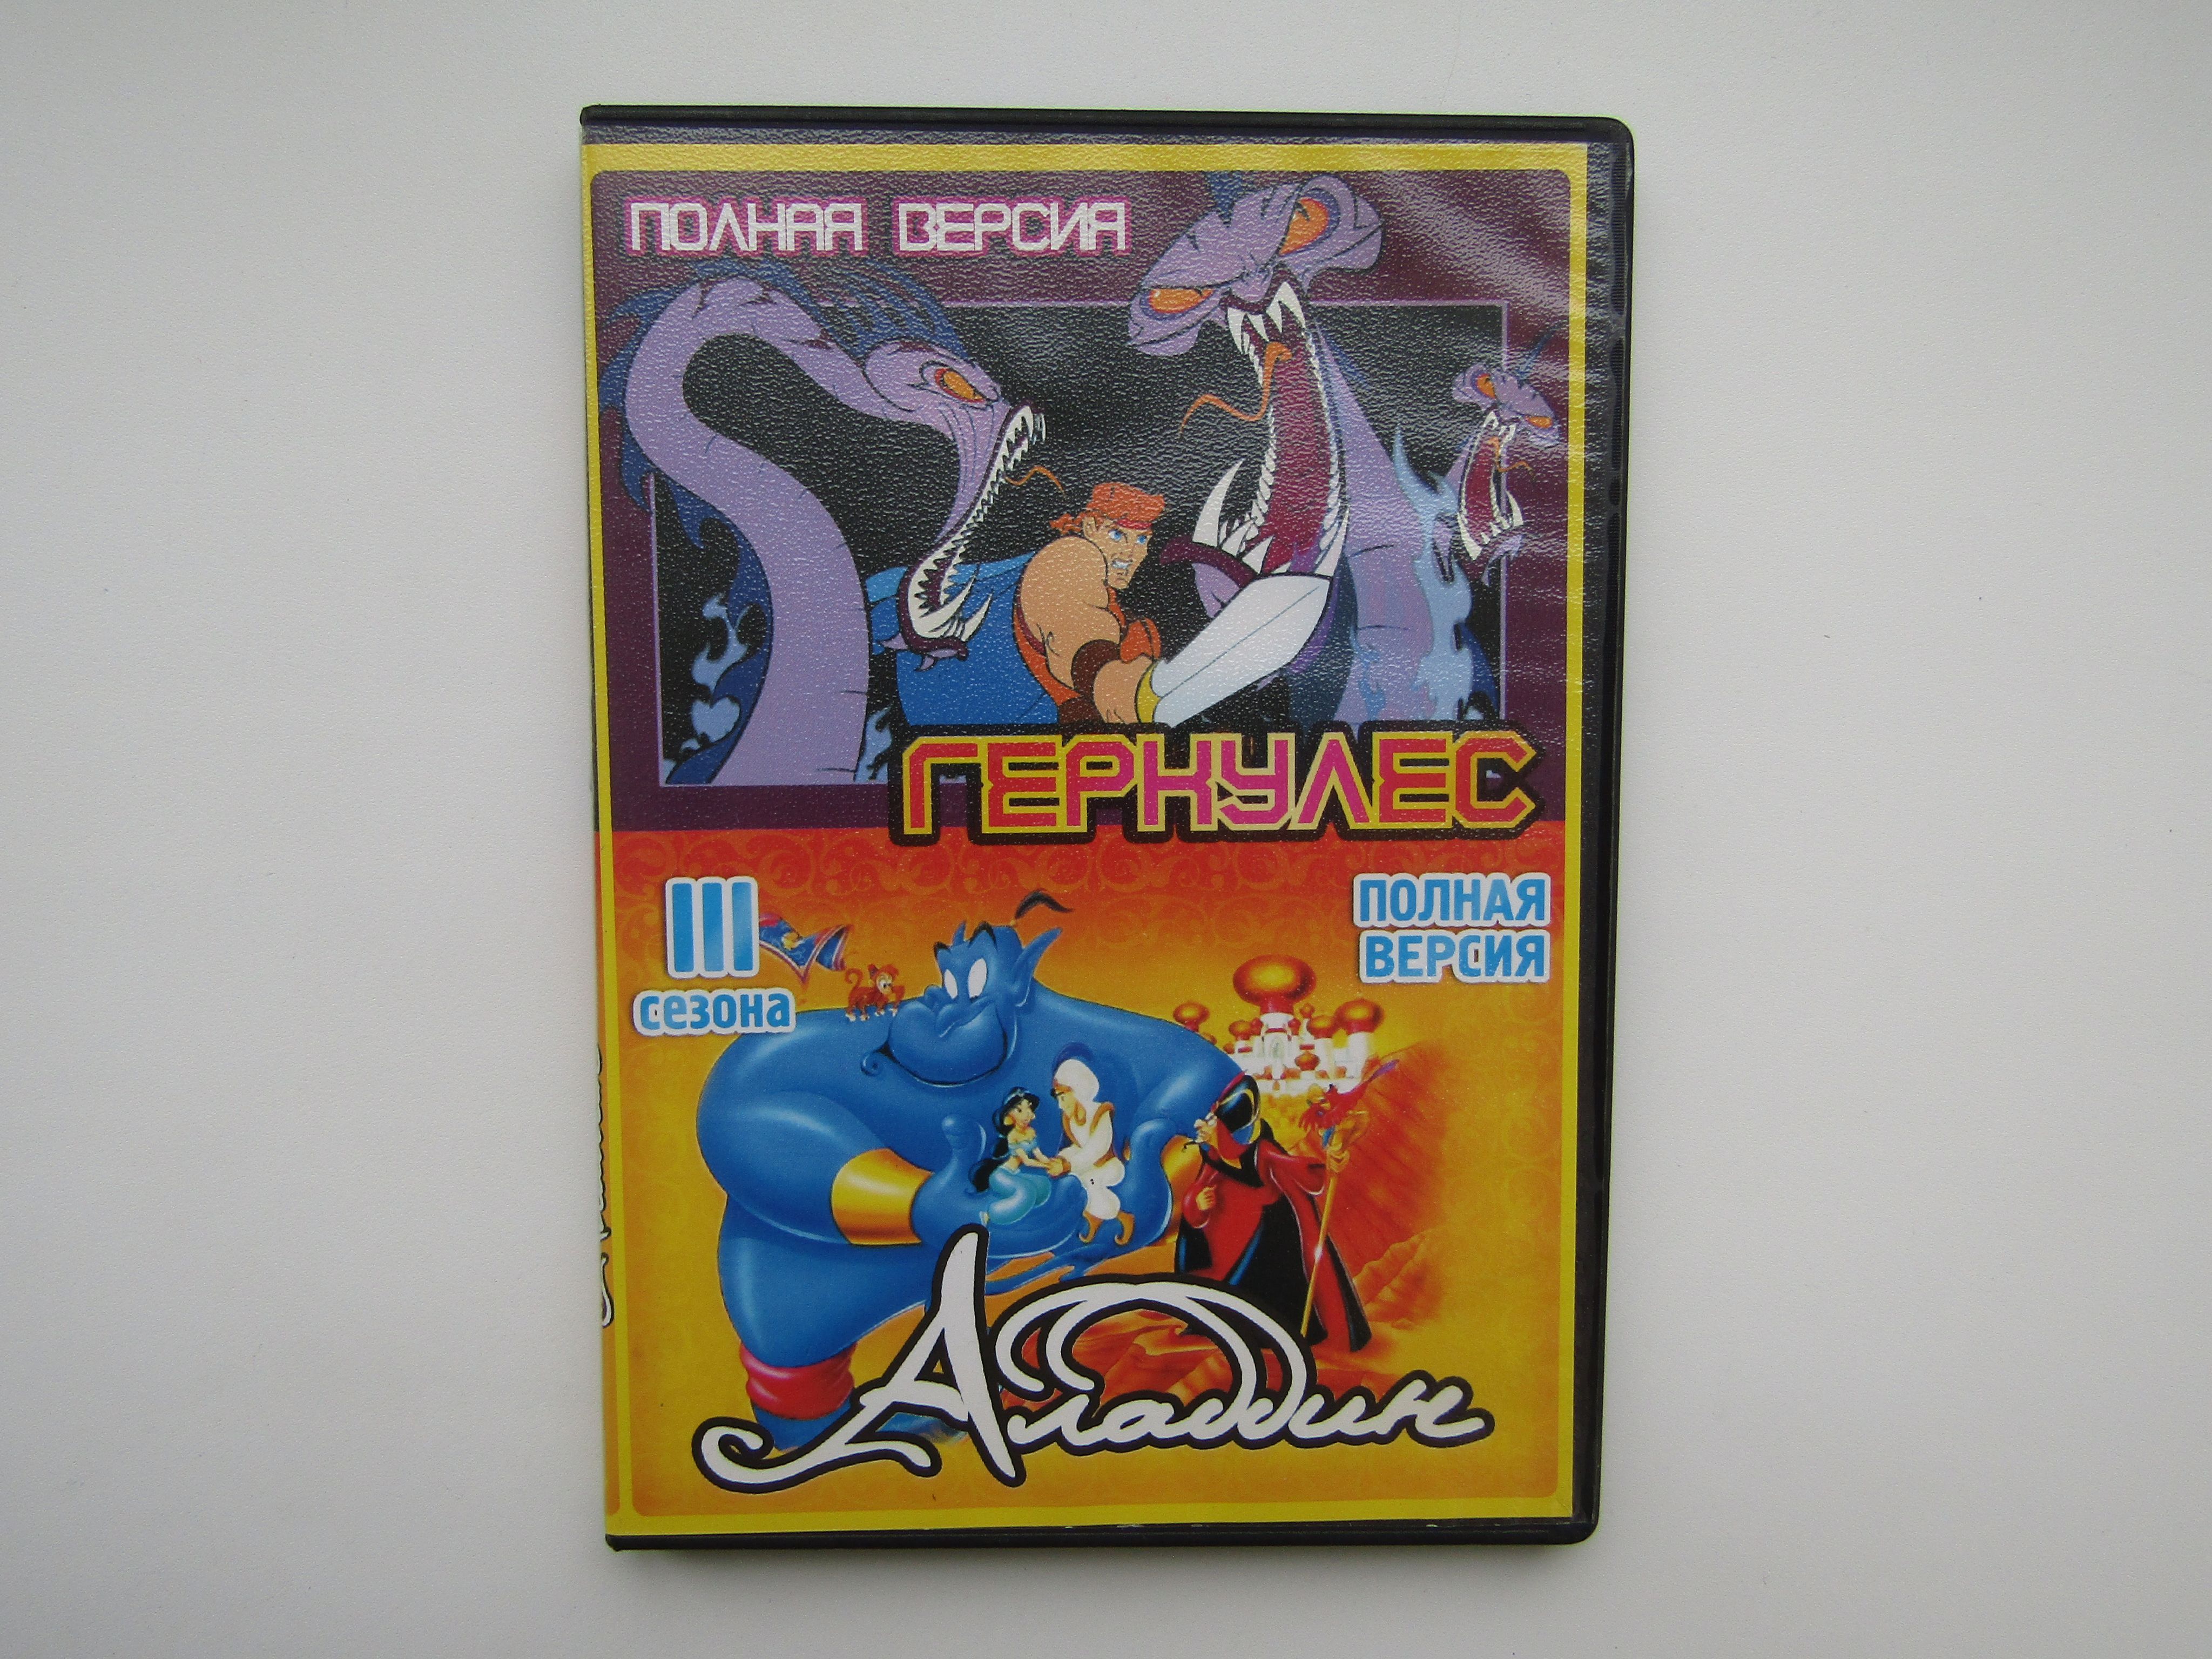 ПОЛНАЯ ВЕРСИЯ
ГЕРКУЛЕС
III
сезона
ПОЛНАЯ
ВЕРСИЯ
Аладдин